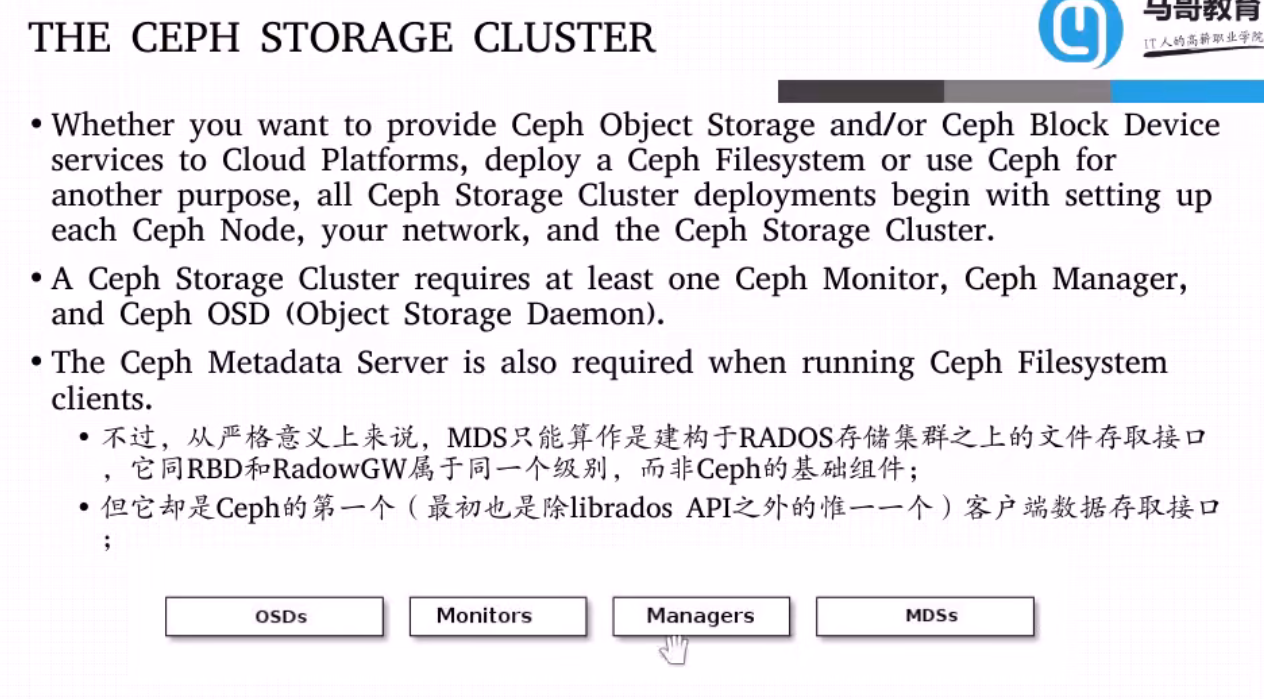 THE CEPH STORAGE CLUSTER
马哥教育
IT人的高薪职业学院
• Whether you want to provide Ceph Object Storage and/or Ceph Block Device
services to Cloud Platforms, deploy a Ceph Filesystem or use Ceph for
another purpose, all Ceph Storage Cluster deployments begin with setting up
each Ceph Node, your network, and the Ceph Storage Cluster.
• A Ceph Storage Cluster requires at least one Ceph Monitor, Ceph Manager,
and Ceph OSD (Object Storage Daemon).
• The Ceph Metadata Server is also required when running Ceph Filesystem
clients.
• 不过，从严格意义上来说，MDS只能算作是建构于RADOS存储集群之上的文件存取接口
，它同RBD和RadowGW属于同一个级别，而非Ceph的基础组件；
• 但它却是Ceph的第一个（最初也是除librados API之外的惟一一个）客户端数据存取接口
；
OSDs
Monitors
Managers
MDSs